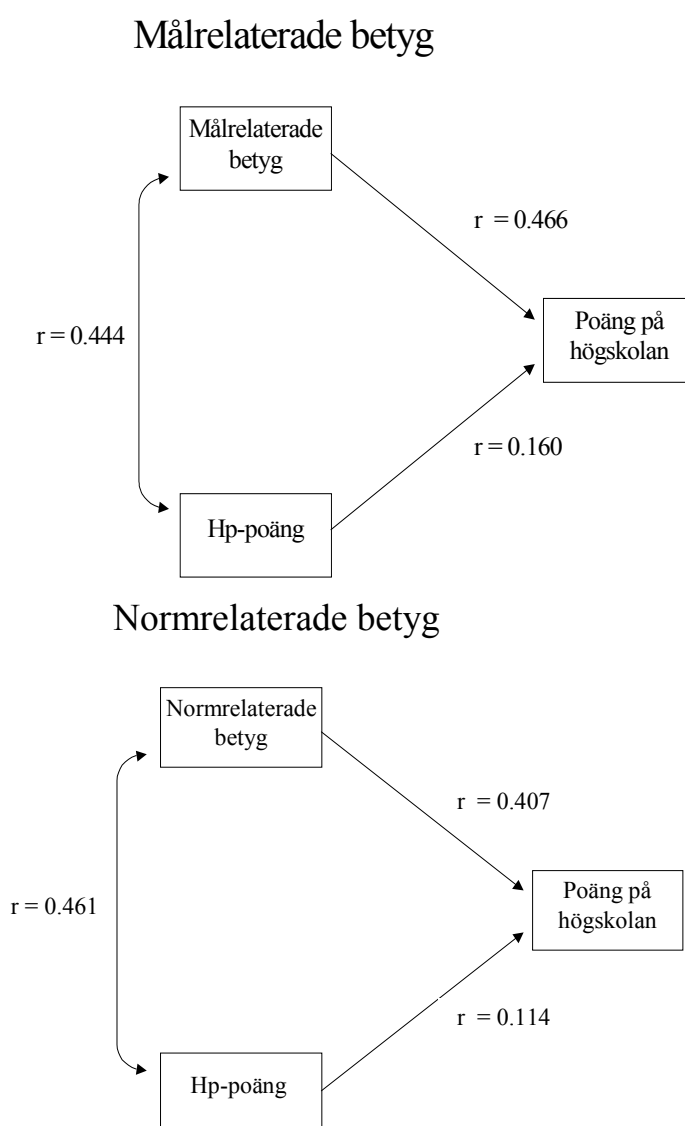 Målrelaterade betyg
Målrelaterade
betyg
r = 0.466
Poäng på
högskolan
r = 0.444
r = 0.160
Hp-poäng
Normrelaterade betyg
Normrelaterade
betyg
r = 0.407
Poäng på
högskolan
r = 0.461
r = 0.114
Hp-poäng